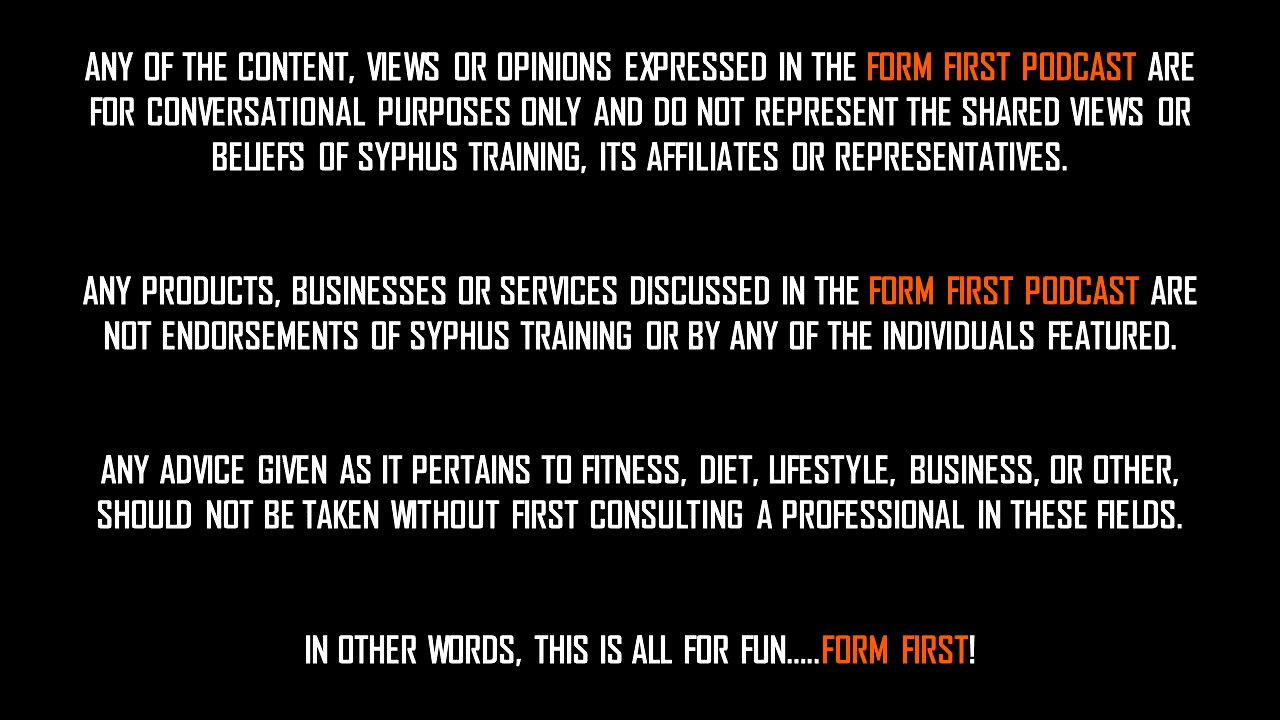 ANY OF THE CONTENT, VIEWS OR OPINIONS EXPRESSED IN THE FORM FIRST PODCAST ARE
FOR CONVERSATIONAL PURPOSES ONLY AND DO NOT REPRESENT THE SHARED VIEWS OR
BELIEFS OF SYPHUS TRAINING, ITS AFFILIATES OR REPRESENTATIVES.
ANY PRODUCTS, BUSINESSES OR SERVICES DISCUSSED IN THE FORM FIRST PODCAST ARE
NOT ENDORSEMENTS OF SYPHUS TRAINING OR BY ANY OF THE INDIVIDUALS FEATURED.
ANY ADVICE GIVEN AS IT PERTAINS TO FITNESS, DIET, LIFESTYLE, BUSINESS, OR OTHER,
SHOULD NOT BE TAKEN WITHOUT FIRST CONSULTING A PROFESSIONAL IN THESE FIELDS.
IN OTHER WORDS, THIS IS ALL FOR FUN.....FORM FIRST!